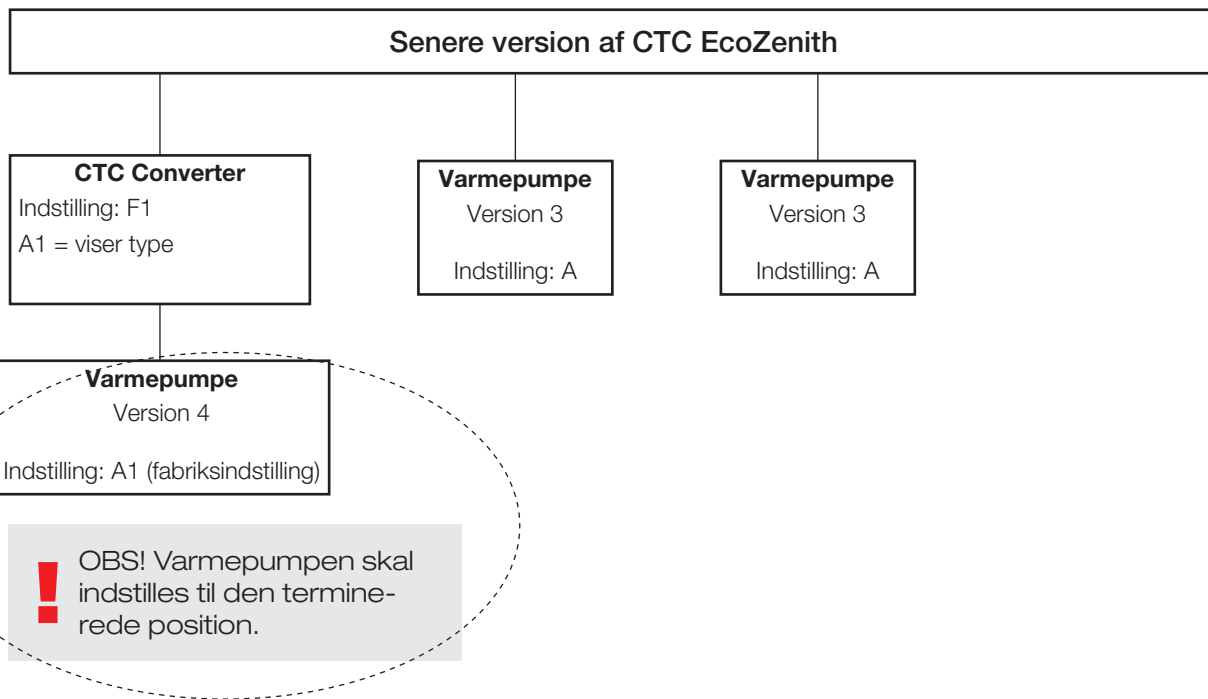 Senere version af CTC EcoZenith
CTC Converter
Indstilling: F1
A1 = viser type
Varmepumpe
Version 3
Indstilling: A
Varmepumpe
Version 3
Indstilling: A
Varmepumpe
Version 4
Indstilling: A1 (fabriksindstilling)
! OBS! Varmepumpen skal
indstilles til den termine-
rede position.